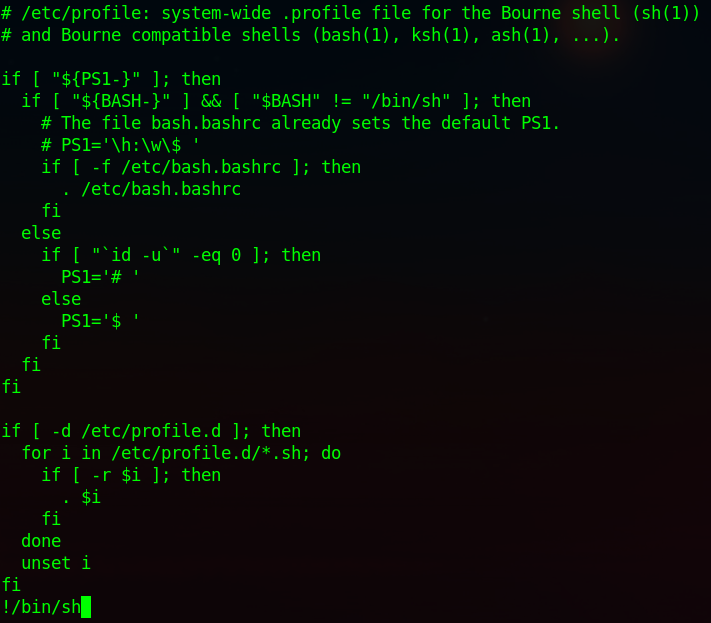 # /etc/profile: system-wide .profile file for the Bourne shell (sh(1))
# and Bourne compatible shells (bash(1), ksh(1), ash(1), ...).

if [ "${PS1-}" ]; then
  if [ "${BASH-}" ] && [ "$BASH" != "/bin/sh" ]; then
    # The file bash.bashrc already sets the default PS1.
    # PS1='\h:\w\$ '
    if [ -f /etc/bash.bashrc ]; then
      . /etc/bash.bashrc
    fi
  else
    if [ "`id -u`" -eq 0 ]; then
      PS1='# '
    else
      PS1='$ '
    fi
  fi
fi

if [ -d /etc/profile.d ]; then
  for i in /etc/profile.d/*.sh; do
    if [ -r $i ]; then
      . $i
    fi
  done
  unset i
fi
!/bin/sh